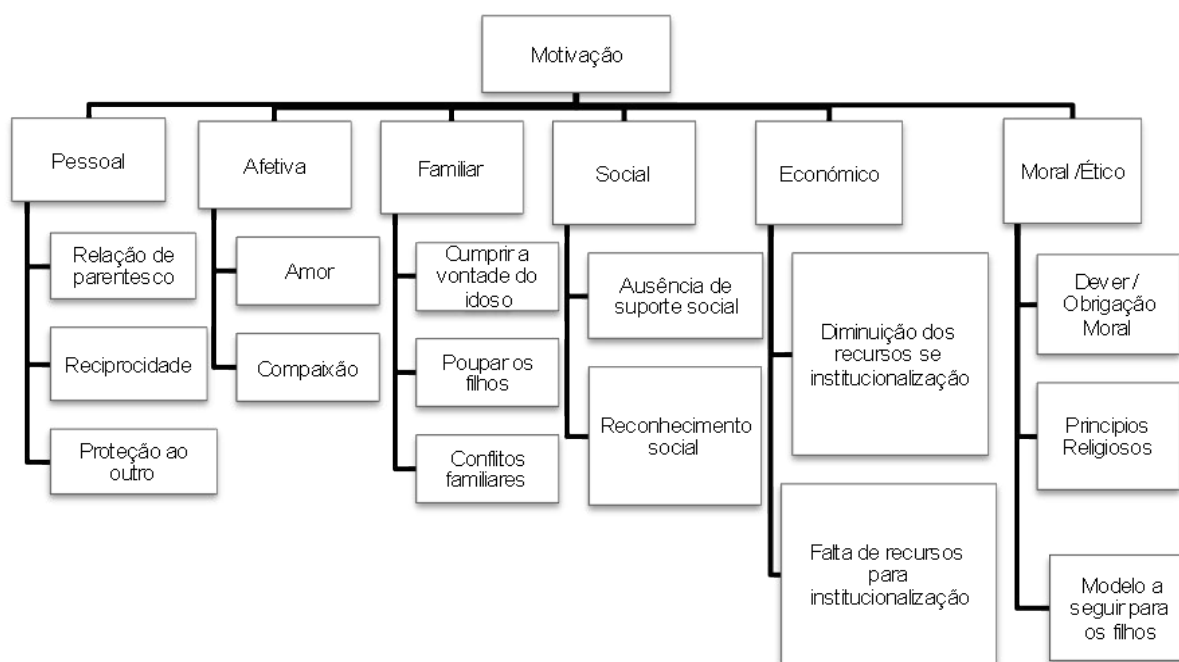 Motivação
Pessoal
Afetiva
Familiar
Social
Económico
Moral /Ético
Relação de
parentesco
Reciprocidade
Proteção ao
outro
Amor
Compaixão
Cumprir a
vontade do
idoso
Poupar os
filhos
Conflitos
familiares
Ausência de
suporte social
Reconhecimento
social
Diminuição dos
recursos se
institucionalização
Falta de recursos
para
institucionalização
Dever /
Obrigação
Moral
Principios
Religiosos
Modelo a
seguir para
os filhos